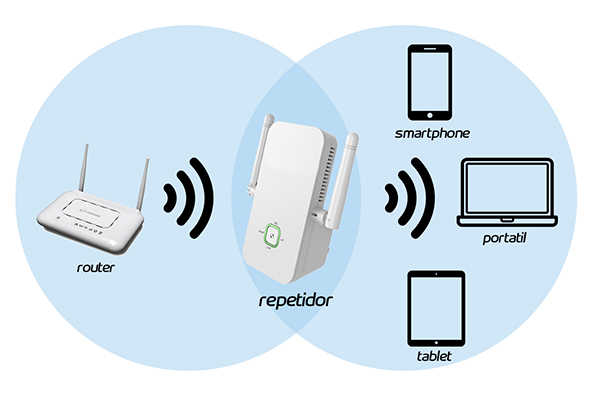 smartphone
portatil
router
repetidor
tablet